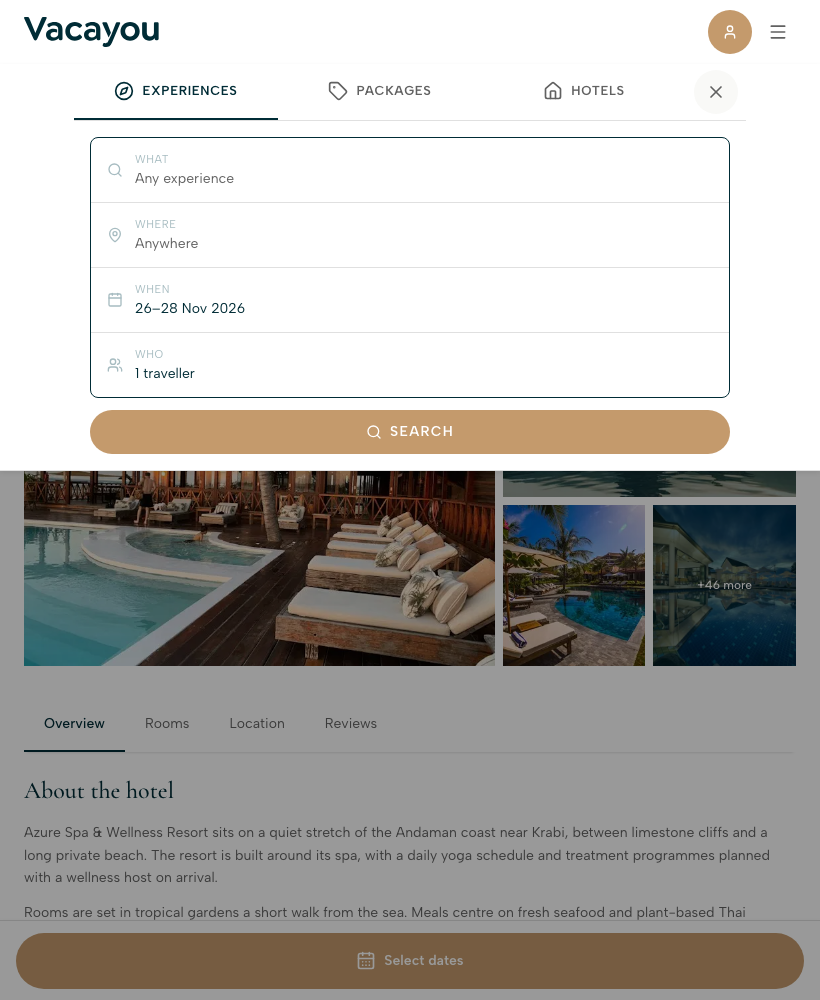 Vacayou
EXPERIENCES
PACKAGES
HOTELS
WHAT
Any experience
WHERE
Anywhere
WHEN
26–28 Nov 2026
WHO
1 traveller
SEARCH
+46 more
Overview
Rooms
Location
Reviews
About the hotel
Azure Spa & Wellness Resort sits on a quiet stretch of the Andaman coast near Krabi, between limestone cliffs and a
long private beach. The resort is built around its spa, with a daily yoga schedule and treatment programmes planned
with a wellness host on arrival.
Rooms are set in tropical gardens a short walk from the sea. Meals centre on fresh seafood and plant-based Thai
Select dates